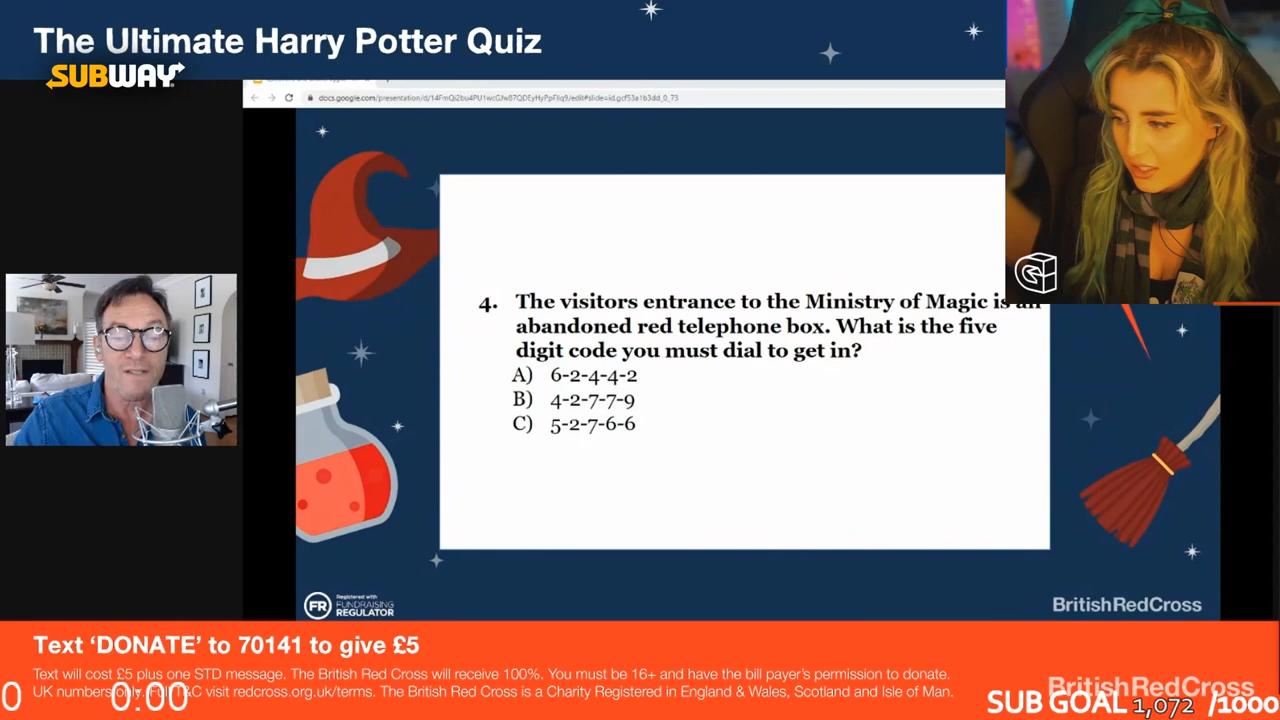 The Ultimate Harry Potter Quiz
SUBWAY
docs.google.com/presentation/d/
4. The visitors entrance to the Ministry of Magic is an
abandoned red telephone box. What is the five
digit code you must dial to get in?
A) 6-2-4-4-2
B) 4-2-7-7-9
C) 5-2-7-6-6
FR Registered with
FUNDRAISING
REGULATOR
BritishRedCross
Text ‘DONATE’ to 70141 to give £5
Text will cost £5 plus one STD message. The British Red Cross will receive 100%. You must be 16+ and have the bill payer's permission to donate.
UK numbers only. Full T&C visit redcross.org.uk/terms. The British Red Cross is a Charity Registered in England & Wales, Scotland and Isle of Man.
BritishRedCross
0 0:00
SUB GOAL 1,072 /1000